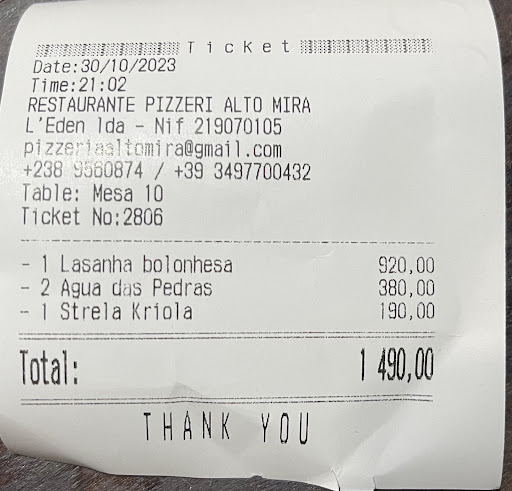 Ticket
Date:30/10/2023
Time:21:02
RESTAURANTE PIZZERI ALTO MIRA
L'Eden lda - Nif 219070105
pizzeriaaltomira@gmail.com
+238 9560874 / +39 3497700432
Table: Mesa 10
Ticket No:2806
- 1 Lasanha bolonhesa 920,00
- 2 Agua das Pedras 380,00
- 1 Strela Kriola 190,00
Total: 1 490,00
THANK YOU